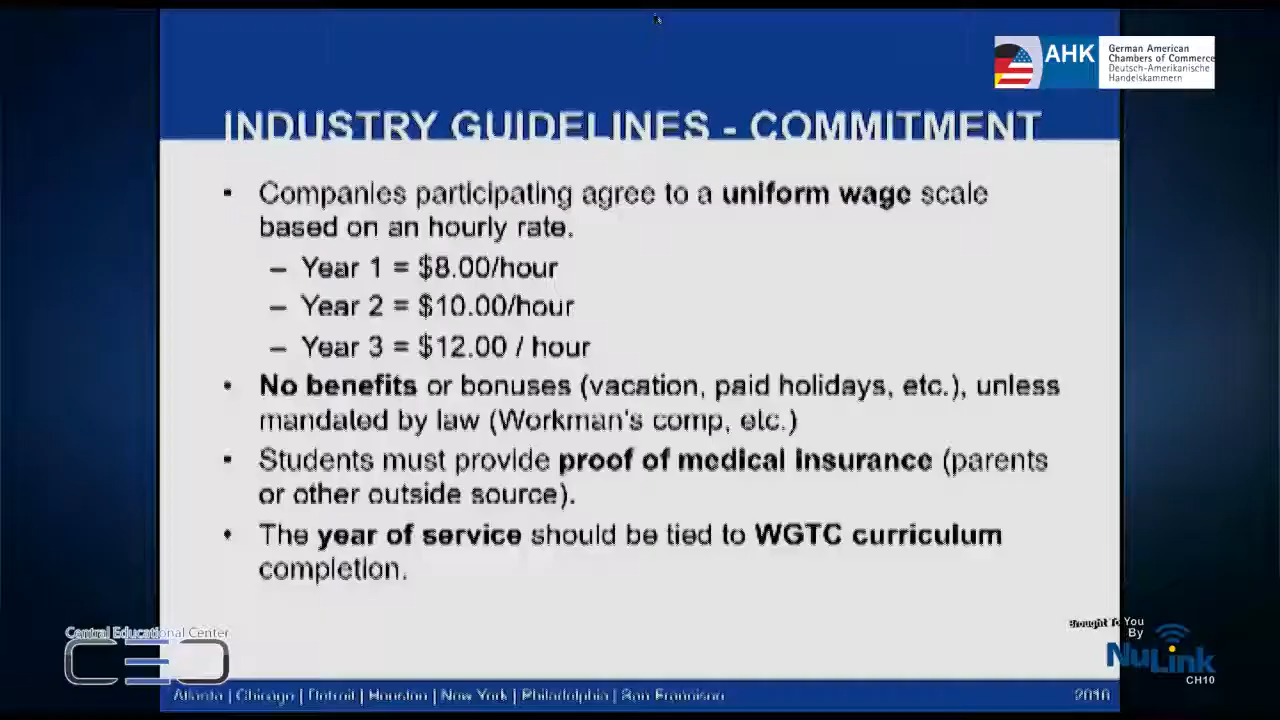 AHK
German American
Chambers of Commerce
Deutsch-Amerikanische
Handelskammern
INDUSTRY GUIDELINES - COMMITMENT
• Companies participating agree to a uniform wage scale
based on an hourly rate.
– Year 1 = $8.00/hour
– Year 2 = $10.00/hour
– Year 3 = $12.00 / hour
• No benefits or bonuses (vacation, paid holidays, etc.), unless
mandated by law (Workman's comp, etc.)
• Students must provide proof of medical insurance (parents
or other outside source).
• The year of service should be tied to WGTC curriculum
completion.
Central Educational Center
CEC
Brought To You
By
NuLink
CH10
Atlanta | Chicago | Detroit | Houston | New York | Philadelphia | San Francisco
2016